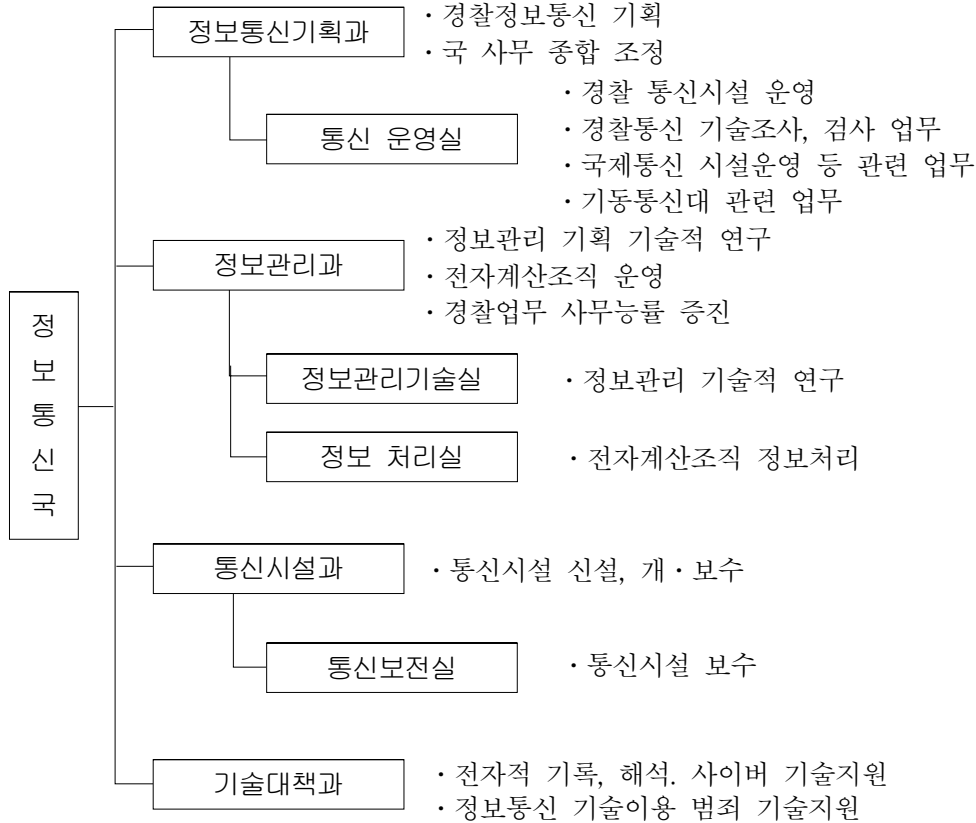 정보통신국
정보통신기획과
· 경찰정보통신 기획
· 국 사무 종합 조정
통신 운영실
· 경찰 통신시설 운영
· 경찰통신 기술조사, 검사 업무
· 국제통신 시설운영 등 관련 업무
· 기동통신대 관련 업무
정보관리과
· 정보관리 기획 기술적 연구
· 전자계산조직 운영
· 경찰업무 사무능률 증진
정보관리기술실
· 정보관리 기술적 연구
정보 처리실
· 전자계산조직 정보처리
통신시설과
· 통신시설 신설, 개 · 보수
통신보전실
· 통신시설 보수
기술대책과
· 전자적 기록, 해석. 사이버 기술지원
· 정보통신 기술이용 범죄 기술지원